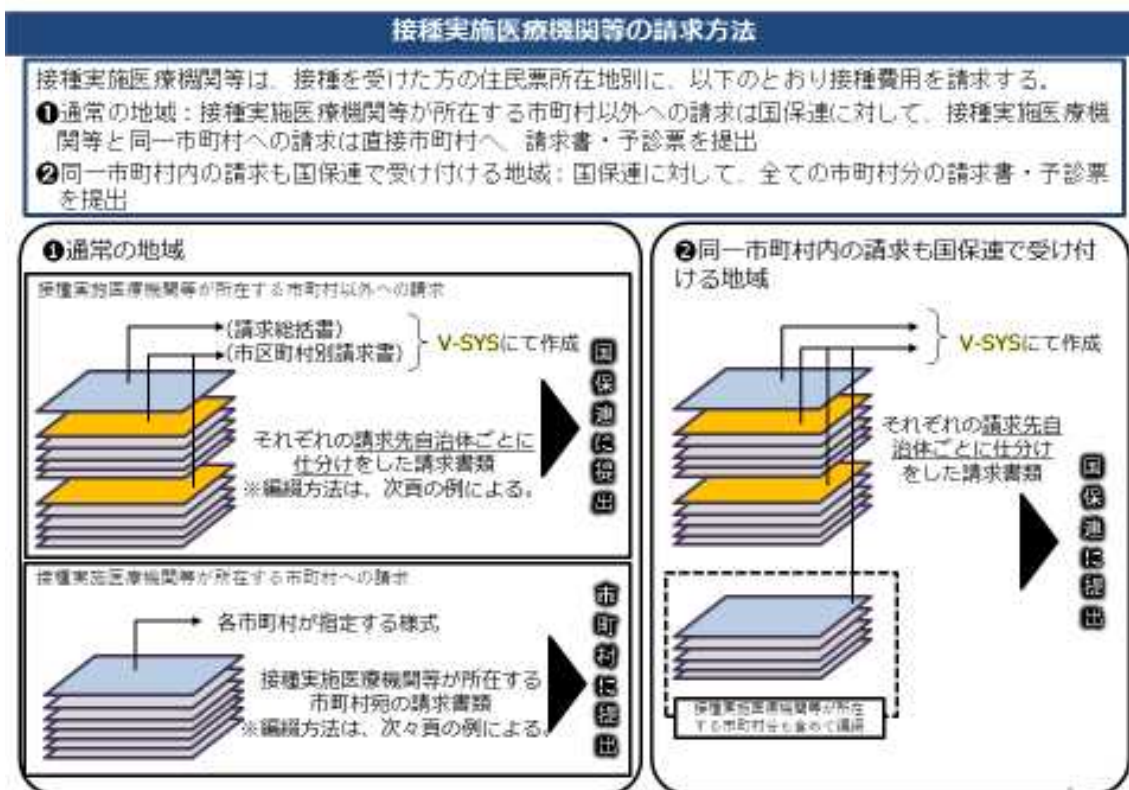 接種実施医療機関等の請求方法
接種実施医療機関等は、接種を受けた方の住民票所在地別に、以下のとおり接種費用を請求する。
❶通常の地域：接種実施医療機関等が所在する市町村以外への請求は国保連に対して、接種実施医療機
関等と同一市町村への請求は直接市町村へ、請求書・予診票を提出
❷同一市町村内の請求も国保連で受け付ける地域：国保連に対して、全ての市町村分の請求書・予診票
を提出
❶通常の地域
接種実施医療機関等が所在する市町村以外への請求
(請求総括書)
(市区町村別請求書)
V-SYSにて作成
それぞれの請求先自治体ごとに
仕分けをした請求書類
※編綴方法は、次頁の例による。
国保連に提出
接種実施医療機関等が所在する市町村への請求
各市町村が指定する様式
接種実施医療機関等が所在する
市町村宛の請求書類
※編綴方法は、次々頁の例による。
市町村に提出
❷同一市町村内の請求も国保連で受け付
ける地域
V-SYSにて作成
それぞれの請求先自
治体ごとに仕分け
をした請求書類
国保連に提出
接種実施医療機関等が所在
する市町村分も含めて